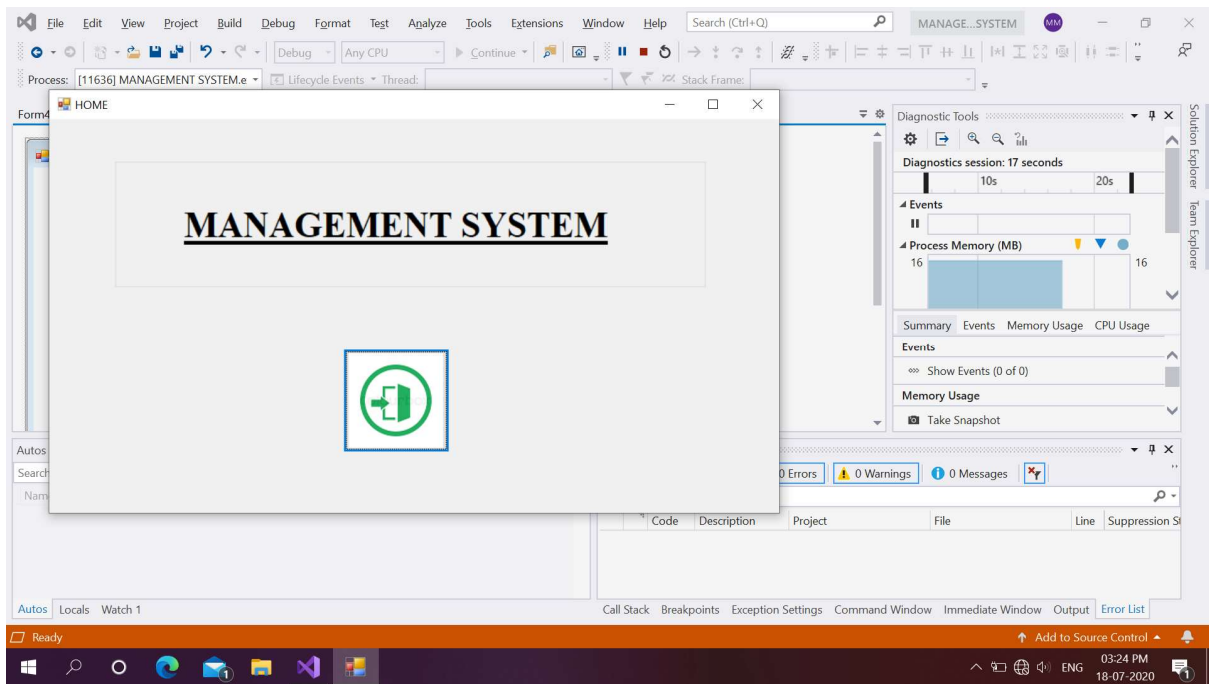 File Edit View Project Build Debug Format Test Analyze Tools Extensions Window Help Search (Ctrl+Q) MANAGE...SYSTEM MM
Debug Any CPU Continue
Process: [11636] MANAGEMENT SYSTEM.e Lifecycle Events Thread: Stack Frame:
HOME
Form4
MANAGEMENT SYSTEM
Diagnostic Tools
Diagnostics session: 17 seconds
10s 20s
Events
Process Memory (MB)
16 16
Summary Events Memory Usage CPU Usage
Events
Show Events (0 of 0)
Memory Usage
Take Snapshot
Solution Explorer
Team Explorer
Autos
Search
Nam
0 Errors 0 Warnings 0 Messages
Code Description Project File Line Suppression St
Autos Locals Watch 1
Call Stack Breakpoints Exception Settings Command Window Immediate Window Output Error List
Ready Add to Source Control
1 ENG 03:24 PM
18-07-2020 1